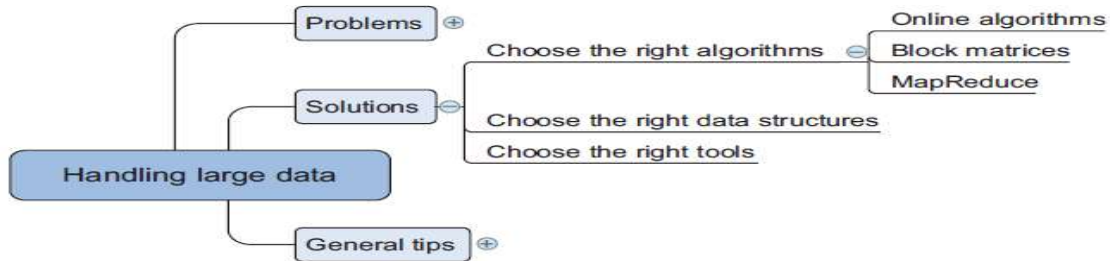 Problems
Solutions
Choose the right algorithms
Online algorithms
Block matrices
MapReduce
Choose the right data structures
Choose the right tools
Handling large data
General tips